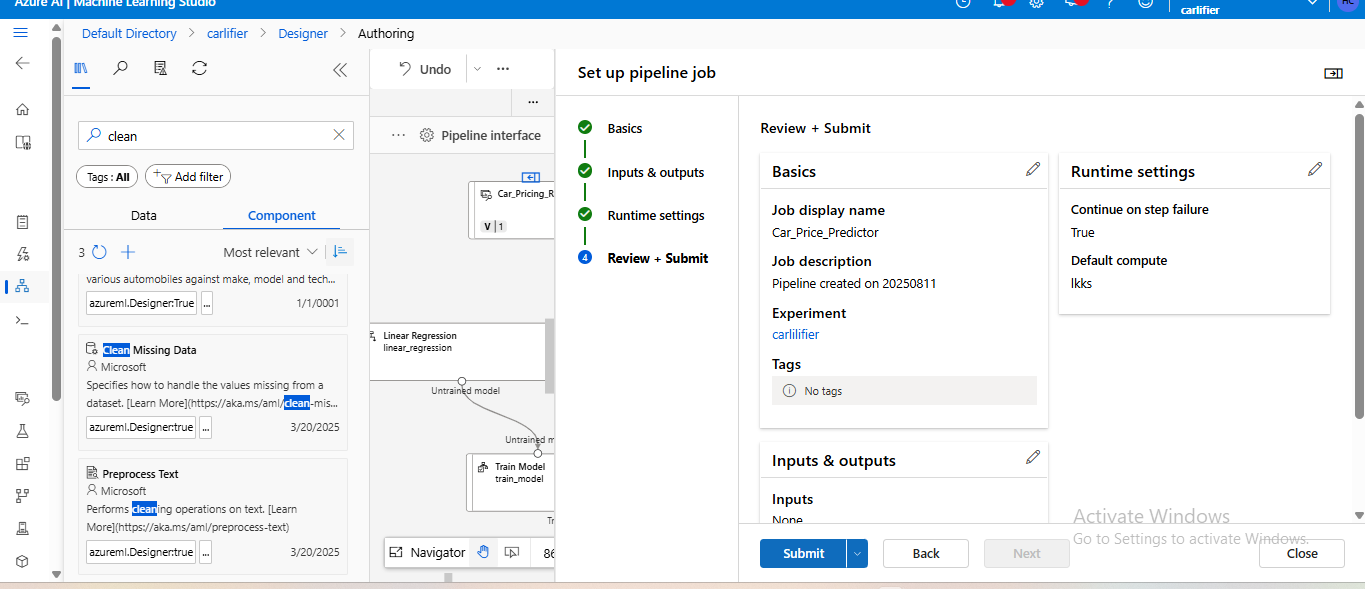 Azure AI | Machine Learning Studio
carlifier
HC
Default Directory > carlifier > Designer > Authoring
clean
Tags : All
Add filter
Data
Component
3
Most relevant
various automobiles against make, model and tech...
azureml.Designer:True
...
1/1/0001
Clean Missing Data
Microsoft
Specifies how to handle the values missing from a
dataset. [Learn More](https://aka.ms/aml/clean-mis...
azureml.Designer:true
...
3/20/2025
Preprocess Text
Microsoft
Performs cleaning operations on text. [Learn
More](https://aka.ms/aml/preprocess-text)
azureml.Designer:true
...
3/20/2025
Undo
...
...
... Pipeline interface
Car_Pricing_R
V | 1
Linear Regression
linear_regression
Untrained model
Untrained m
Train Model
train_model
Tr
Navigator
86
Set up pipeline job
Basics
Inputs & outputs
Runtime settings
4 Review + Submit
Review + Submit
Basics
Job display name
Car_Price_Predictor
Job description
Pipeline created on 20250811
Experiment
carlilifier
Tags
No tags
Runtime settings
Continue on step failure
True
Default compute
lkks
Inputs & outputs
Inputs
None
Activate Windows
Go to Settings to activate Windows.
Submit
Back
Next
Close